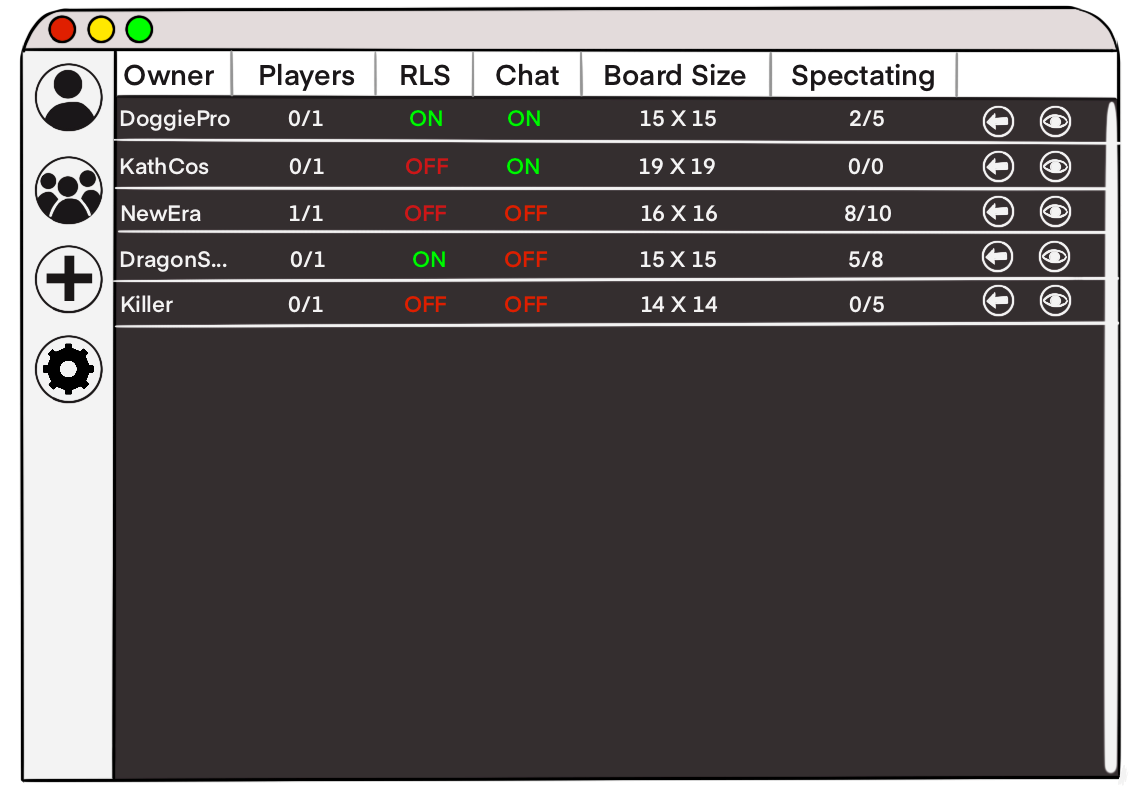 Owner Players RLS Chat Board Size Spectating
DoggiePro 0/1 ON ON 15 X 15 2/5
KathCos 0/1 OFF ON 19 X 19 0/0
NewEra 1/1 OFF OFF 16 X 16 8/10
DragonS... 0/1 ON OFF 15 X 15 5/8
Killer 0/1 OFF OFF 14 X 14 0/5